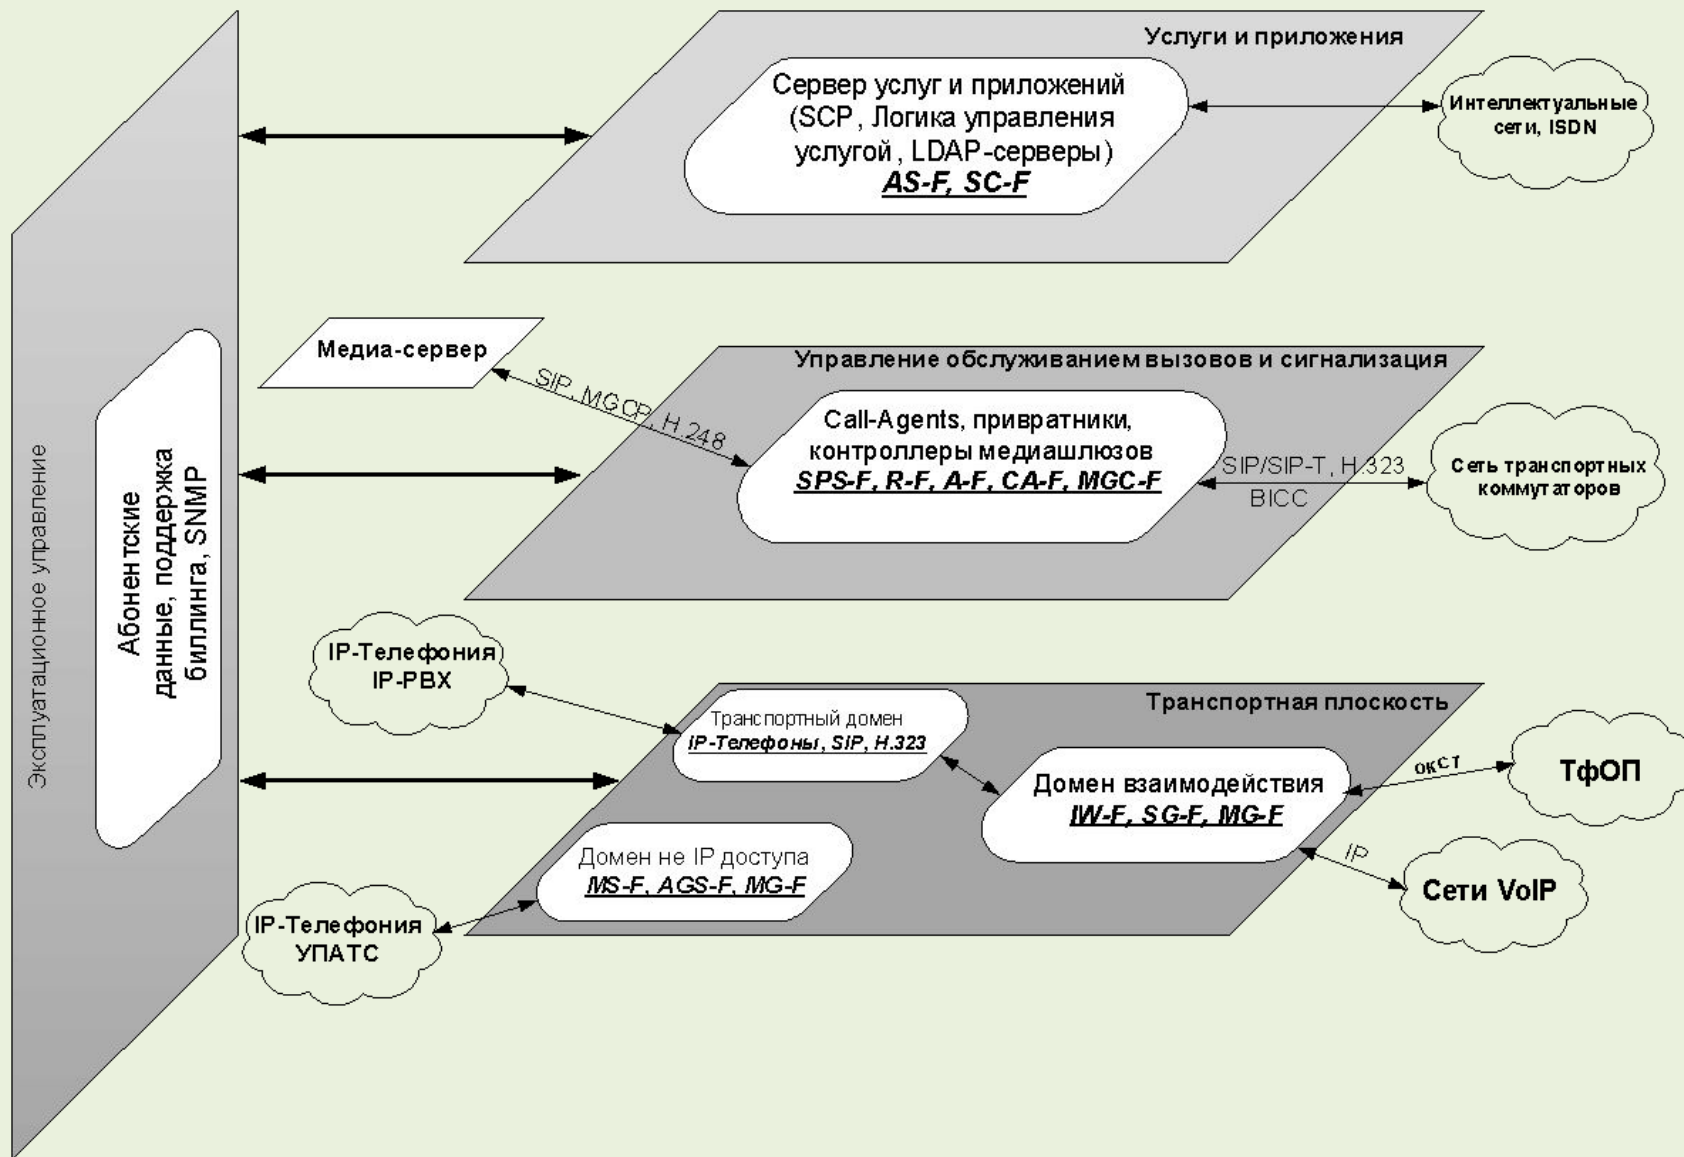 Услуги и приложения
Сервер услуг и приложений
(SCP, Логика управления
услугой, LDAP-серверы)
AS-F, SC-F
Интеллектуальные
сети, ISDN
Медиа-сервер
SIP, MGCP, H.248
Управление обслуживанием вызовов и сигнализация
Call-Agents, привратники,
контроллеры медиашлюзов
SPS-F, R-F, A-F, CA-F, MGC-F
SIP/SIP-T, H.323
BICC
Сеть транспортных
коммутаторов
Эксплуатационное управление
Абонентские
данные, поддержка
биллинга, SNMP
IP-Телефония
IP-PBX
Транспортная плоскость
Транспортный домен
IP-Телефоны, SIP, H.323
Домен взаимодействия
IW-F, SG-F, MG-F
ОКСТ
ТфОП
Домен не IP доступа
MS-F, AGS-F, MG-F
IP
Сети VoIP
IP-Телефония
УПАТС